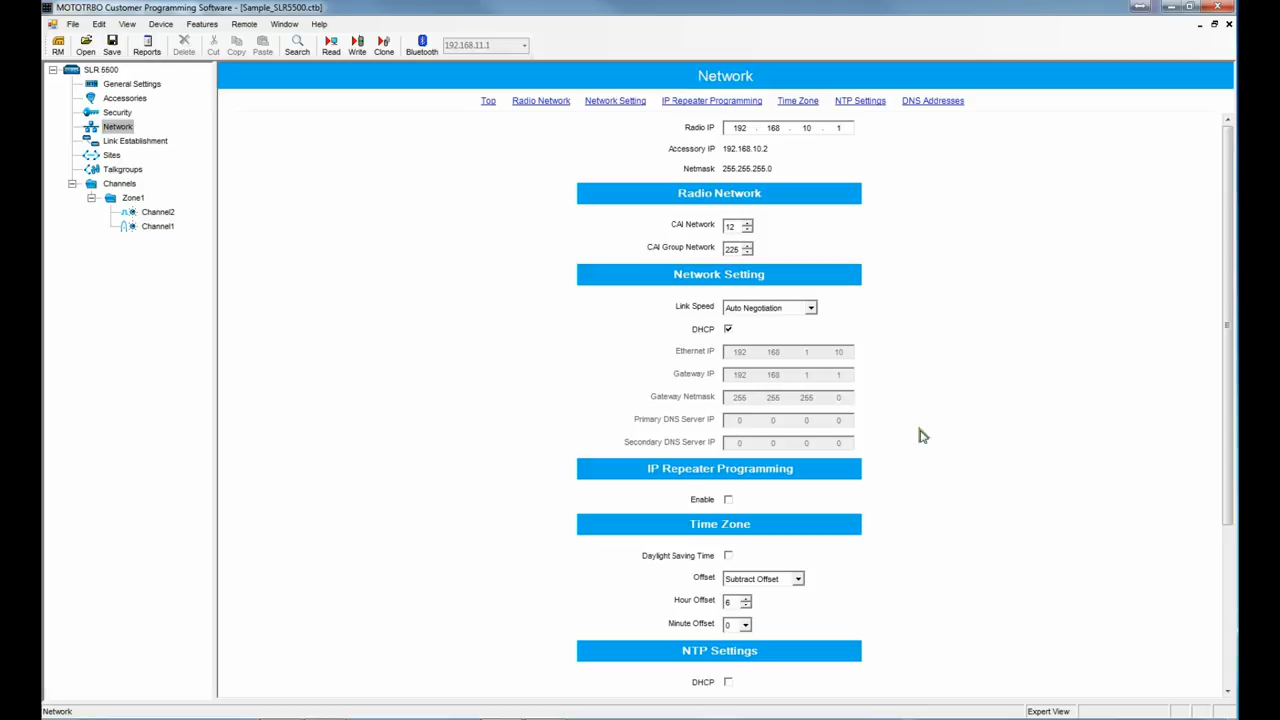 MOTOTRBO Customer Programming Software - [Sample_SLR5500.ctb]
File Edit View Device Features Remote Window Help
RM Open Save Reports Delete Cut Copy Paste Search Read Write Clone Bluetooth 192.168.11.1
SLR 5500
General Settings
Accessories
Security
Network
Link Establishment
Sites
Talkgroups
Channels
Zone1
Channel2
Channel1
Network
Top Radio Network Network Setting IP Repeater Programming Time Zone NTP Settings DNS Addresses
Radio IP 192 . 168 . 10 . 1
Accessory IP 192.168.10.2
Netmask 255.255.255.0
Radio Network
CAI Network 12
CAI Group Network 225
Network Setting
Link Speed Auto Negotiation
DHCP
Ethernet IP 192 168 1 10
Gateway IP 192 168 1 1
Gateway Netmask 255 255 255 0
Primary DNS Server IP 0 0 0 0
Secondary DNS Server IP 0 0 0 0
IP Repeater Programming
Enable
Time Zone
Daylight Saving Time
Offset Subtract Offset
Hour Offset 6
Minute Offset 0
NTP Settings
DHCP
Network
Expert View